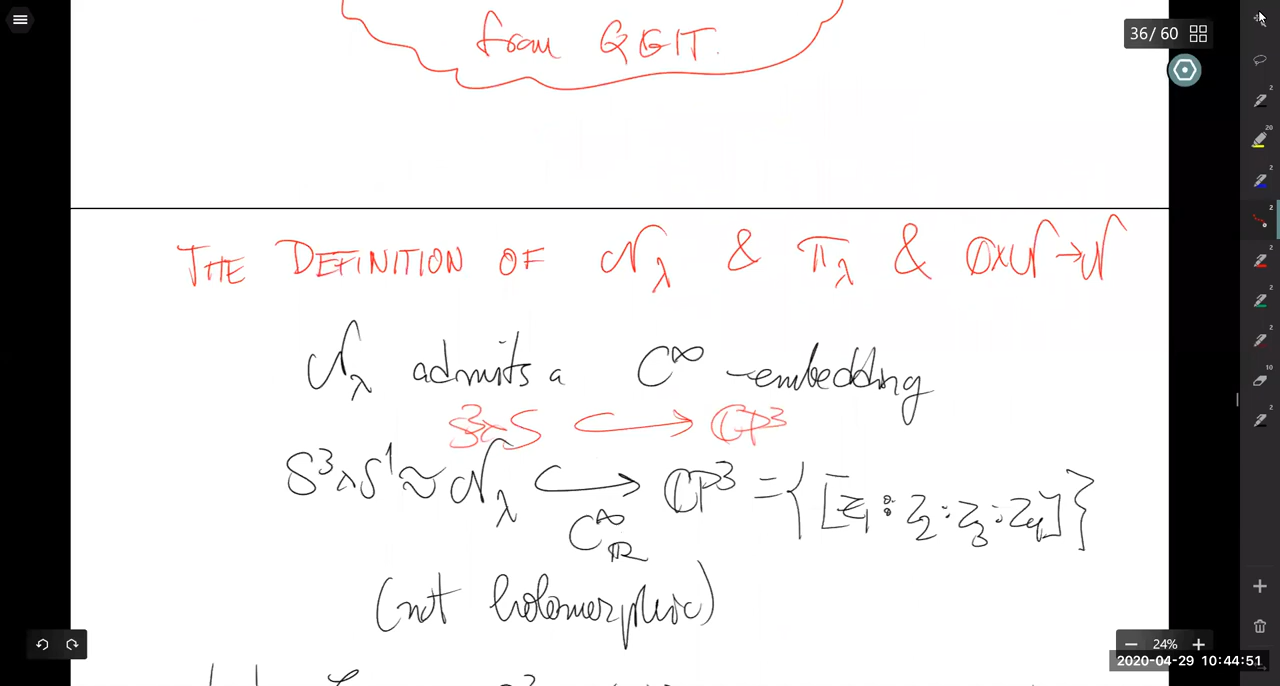 36/60
from QGIT.
THE DEFINITION OF 𝒩_λ & π_λ & ℂ×𝒩→𝒩
𝒩_λ admits a C^∞-embedding
S³×S ↪ ℂP³
S³×S¹ ≈ 𝒩_λ ↪ C^∞_ℝ ℂP³ = {[z₁:z₂:z₃:z₄]}
(not holomorphic)
24%
2020-04-29 10:44:51